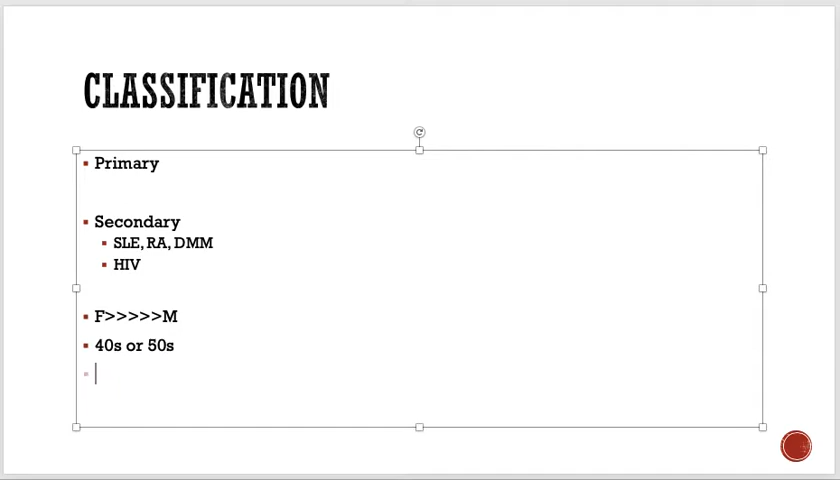 CLASSIFICATION
Primary
Secondary
SLE, RA, DMM
HIV
F>>>>>M
40s or 50s